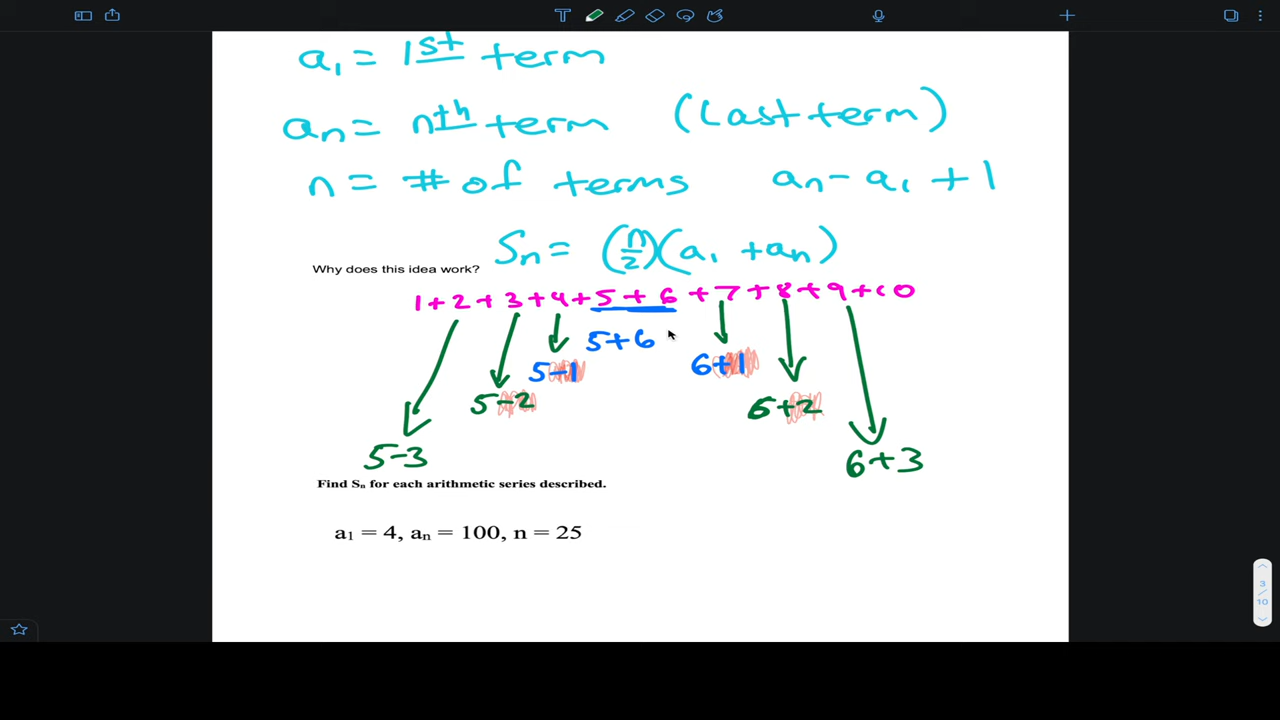 a₁ = 1st term
aₙ = nth term (Last term)
n = # of terms aₙ - a₁ + 1
Sₙ = (n/2)(a₁ + aₙ)
Why does this idea work?
1 + 2 + 3 + 4 + 5 + 6 + 7 + 8 + 9 + 10
5+6
5-1 6+1
5-2 6+2
5-3 6+3
Find Sₙ for each arithmetic series described.
a₁ = 4, aₙ = 100, n = 25
3/10